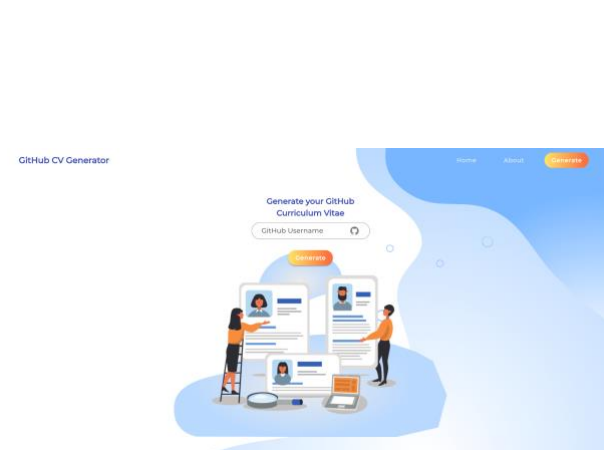 GitHub CV Generator
Home About Generate
Generate your GitHub
Curriculum Vitae
GitHub Username
Generate